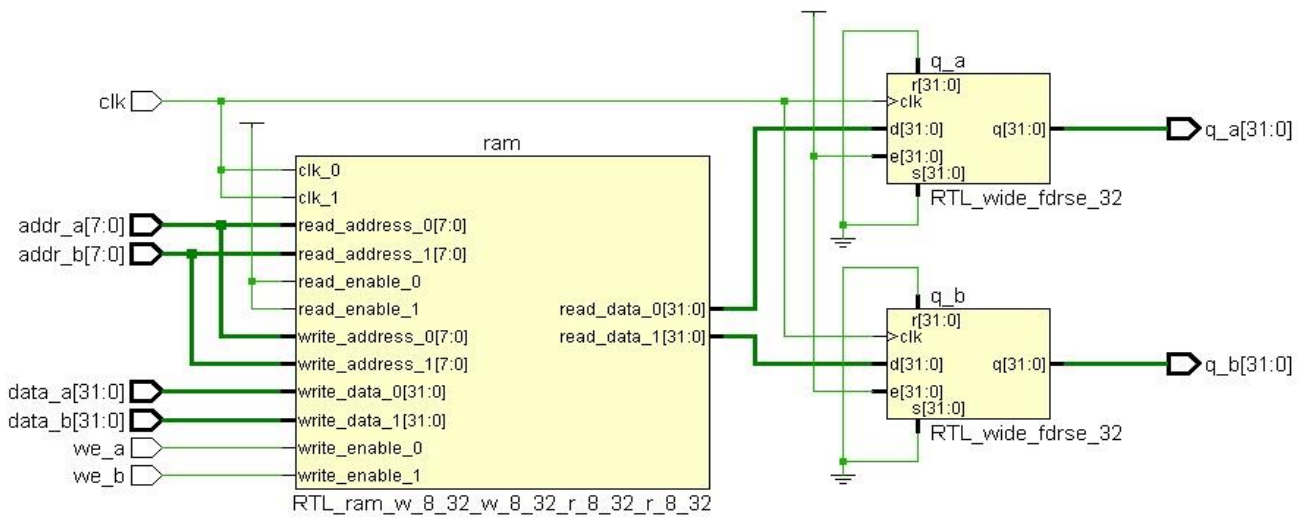 clk
addr_a[7:0]
addr_b[7:0]
data_a[31:0]
data_b[31:0]
we_a
we_b
ram
clk_0
clk_1
read_address_0[7:0]
read_address_1[7:0]
read_enable_0
read_enable_1
write_address_0[7:0]
write_address_1[7:0]
write_data_0[31:0]
write_data_1[31:0]
write_enable_0
write_enable_1
read_data_0[31:0]
read_data_1[31:0]
RTL_ram_w_8_32_w_8_32_r_8_32_r_8_32
q_a
r[31:0]
clk
d[31:0] q[31:0]
e[31:0]
s[31:0]
RTL_wide_fdrse_32
q_a[31:0]
q_b
r[31:0]
clk
d[31:0] q[31:0]
e[31:0]
s[31:0]
RTL_wide_fdrse_32
q_b[31:0]